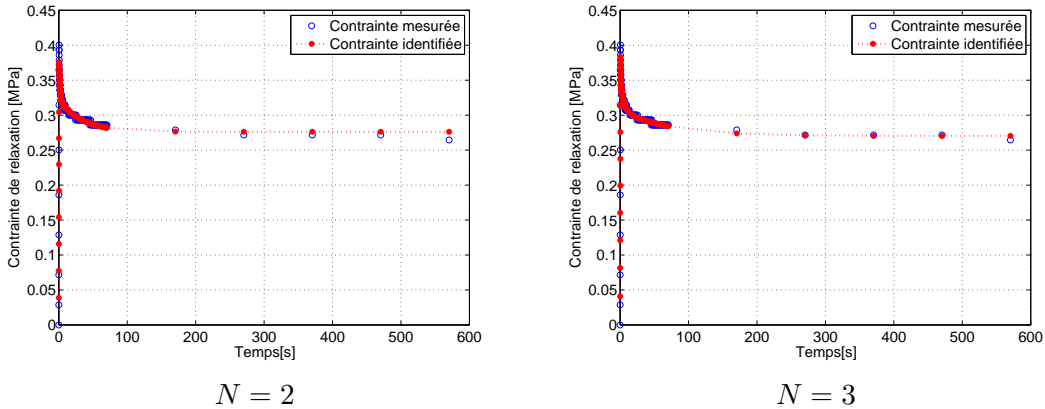 Contrainte de relaxation [MPa]
0.45
0.4
0.35
0.3
0.25
0.2
0.15
0.1
0.05
0
0 100 200 300 400 500 600
Temps[s]
Contrainte mesurée
Contrainte identifiée
N = 2
Contrainte de relaxation [MPa]
0.45
0.4
0.35
0.3
0.25
0.2
0.15
0.1
0.05
0
0 100 200 300 400 500 600
Temps[s]
Contrainte mesurée
Contrainte identifiée
N = 3